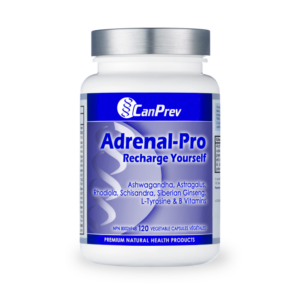 CanPrev
Adrenal-Pro
Recharge Yourself
Ashwagandha, Astragalus,
Rhodiola, Schisandra, Siberian Ginseng,
L-Tyrosine & B Vitamins
120 VEGETABLE CAPSULES VÉGÉTALES
PREMIUM NATURAL HEALTH PRODUCTS